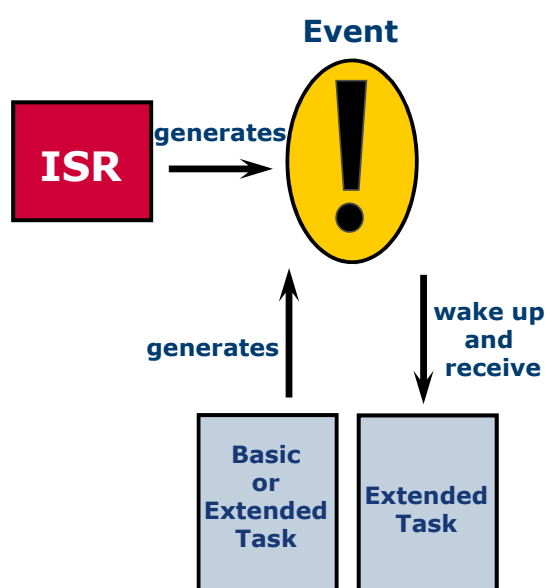 Event
generates
ISR
wake up
and
receive
generates
Basic
or
Extended
Task
Extended
Task